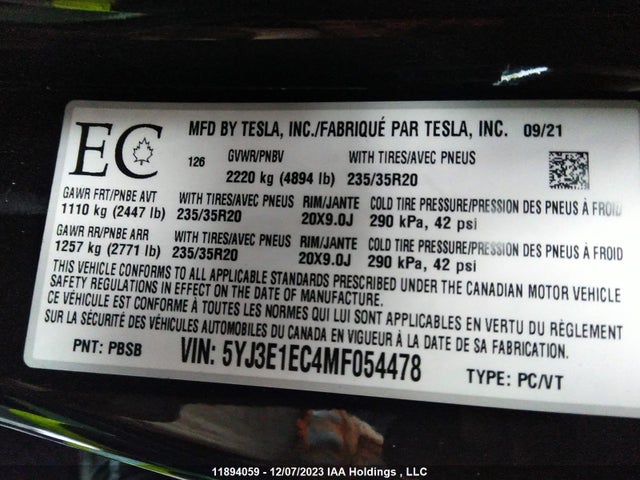 EC
MFD BY TESLA, INC./FABRIQUÉ PAR TESLA, INC. 09/21
126 GVWR/PNBV WITH TIRES/AVEC PNEUS
2220 kg (4894 lb) 235/35R20
GAWR FRT/PNBE AVT WITH TIRES/AVEC PNEUS RIM/JANTE COLD TIRE PRESSURE/PRESSION DES PNEUS À FROID
1110 kg (2447 lb) 235/35R20 20X9.0J 290 kPa, 42 psi
GAWR RR/PNBE ARR WITH TIRES/AVEC PNEUS RIM/JANTE COLD TIRE PRESSURE/PRESSION DES PNEUS À FROID
1257 kg (2771 lb) 235/35R20 20X9.0J 290 kPa, 42 psi
THIS VEHICLE CONFORMS TO ALL APPLICABLE STANDARDS PRESCRIBED UNDER THE CANADIAN MOTOR VEHICLE
SAFETY REGULATIONS IN EFFECT ON THE DATE OF MANUFACTURE.
CE VÉHICULE EST CONFORME À TOUTES LES NORMES QUI LUI SONT APPLICABLES EN VERTU DU RÈGLEMENT
SUR LA SÉCURITÉ DES VÉHICULES AUTOMOBILES DU CANADA EN VIGUEUR À LA DATE DE SA FABRICATION.
PNT: PBSB VIN: 5YJ3E1EC4MF054478 TYPE: PC/VT
11894059 - 12/07/2023 IAA Holdings , LLC